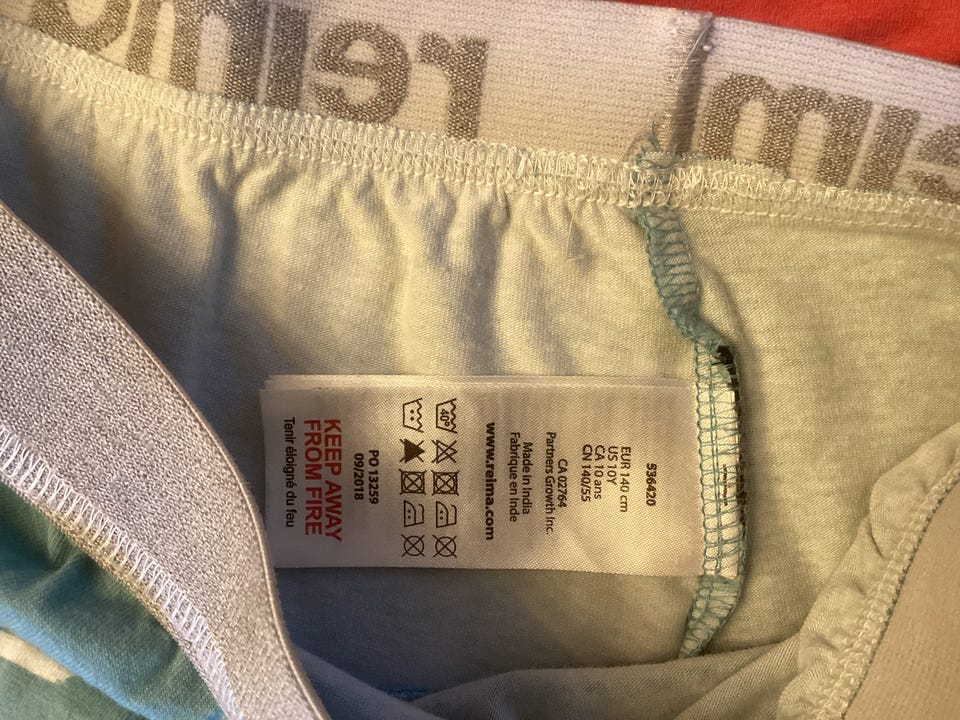 reima
536420
EUR 140 cm
US 10Y
CA 10 ans
CN 140/55
CA 02764
Partners Growth Inc.
Made in India
Fabrique en Inde
www.reima.com
40°
PO 13259
09/2018
KEEP AWAY
FROM FIRE
Tenir éloigné du feu